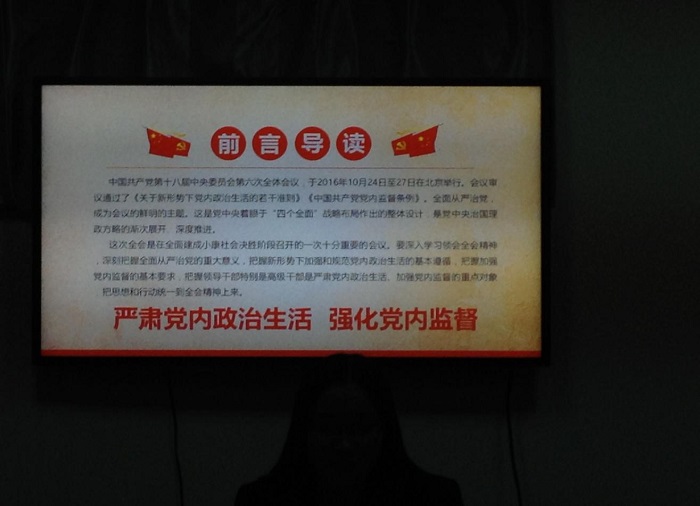 前言导读
中国共产党第十八届中央委员会第六次全体会议，于2016年10月24日至27日在北京举行。会议审
议通过了《关于新形势下党内政治生活的若干准则》《中国共产党党内监督条例》。全面从严治党，
成为会议的鲜明的主题。这是党中央着眼于“四个全面”战略布局作出的整体设计，是党中央治国理
政方略的渐次展开、深度推进。
这次全会是在全面建成小康社会决胜阶段召开的一次十分重要的会议。要深入学习领会全会精神
，深刻把握全面从严治党的重大意义，把握新形势下加强和规范党内政治生活的基本遵循，把握加强
党内监督的基本要求，把握领导干部特别是高级干部是严肃党内政治生活、加强党内监督的重点对象
，把思想和行动统一到全会精神上来。
严肃党内政治生活 强化党内监督